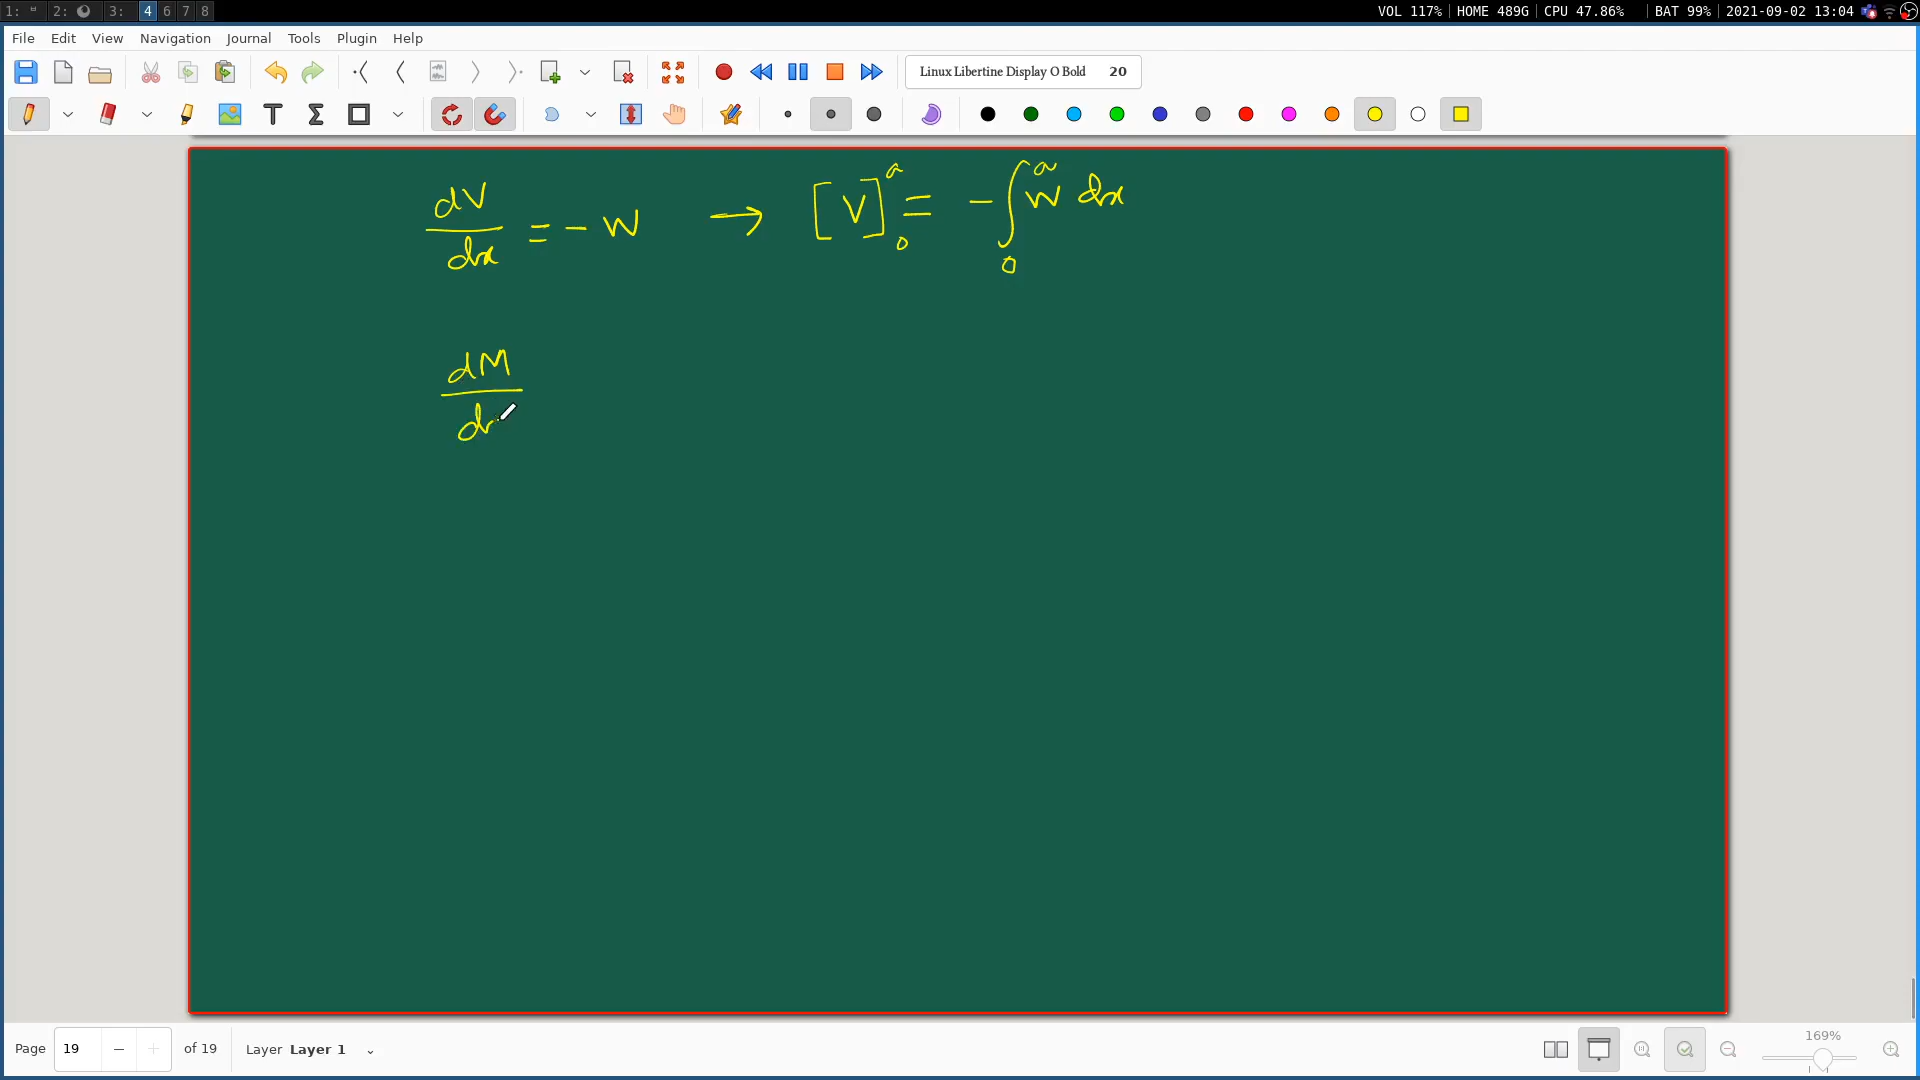 1: 2: 3: 4 6 7 8 VOL 117% HOME 489G CPU 47.86% BAT 99% 2021-09-02 13:04
File Edit View Navigation Journal Tools Plugin Help
Linux Libertine Display O Bold 20
dV/dx = - W → [V]₀ᵃ = - ∫₀ᵃ W dx
dM
d
Page 19 of 19 Layer Layer 1 169%